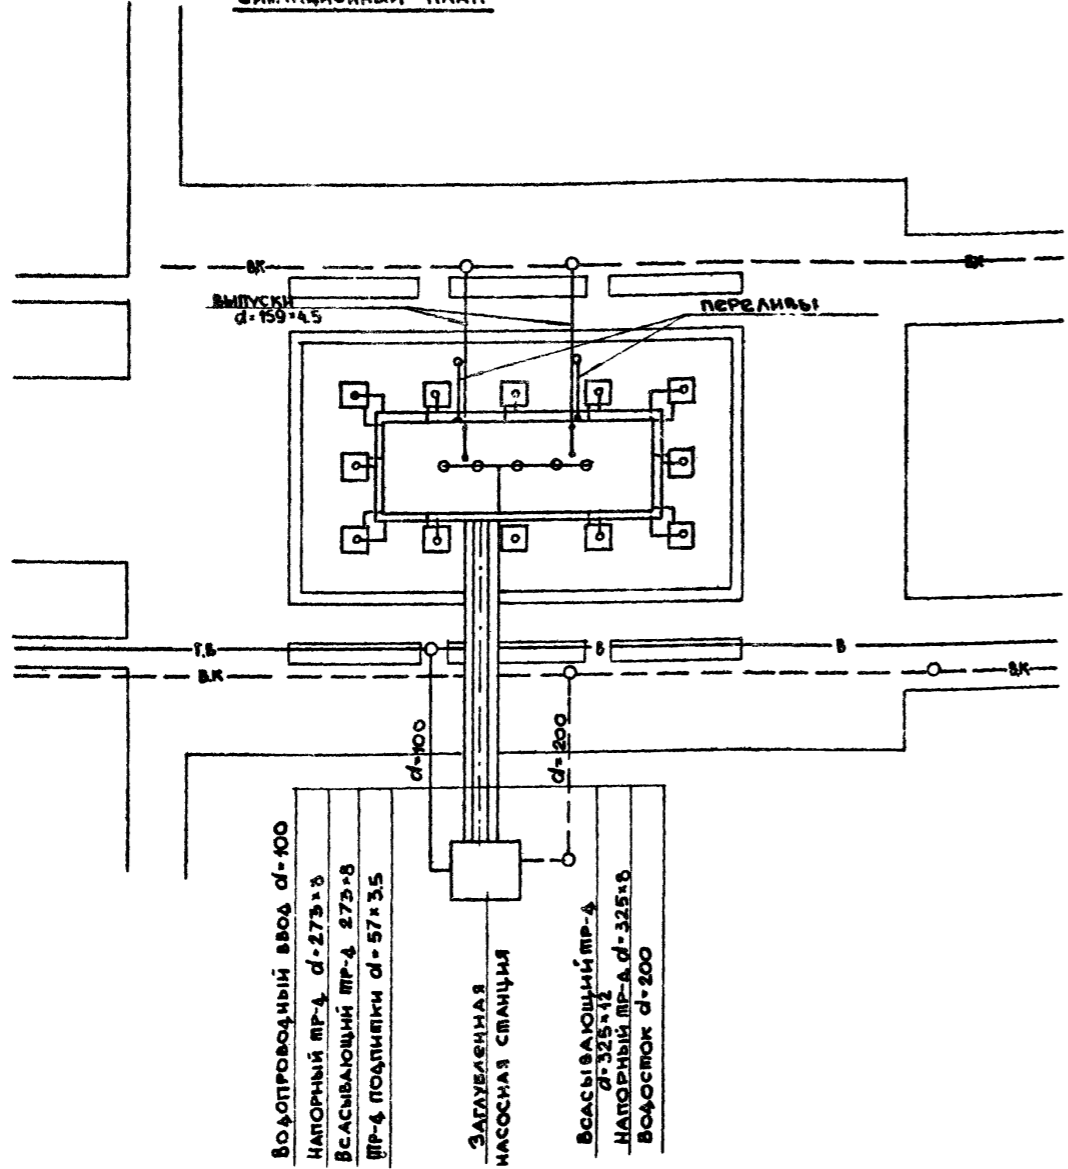 СИТУАЦИОННЫЙ ПЛАН
ВК
ВК
ВЫПУСКИ
d=159×4.5
ПЕРЕЛИВЫ
Г.В
В
В
В.К
В.К
d=100
d=200
ВОДОПРОВОДНЫЙ ВВОД d=100
НАПОРНЫЙ ТР-Д d=273×8
ВСАСЫВАЮЩИЙ ТР-Д 273×8
ТР-Д ПОДПИТКИ d=57×3.5
ЗАГЛУБЛЕННАЯ
НАСОСНАЯ СТАНЦИЯ
ВСАСЫВАЮЩИЙ ТР-Д
d=325×12
НАПОРНЫЙ ТР-Д d=325×8
ВОДОСТОК d=200